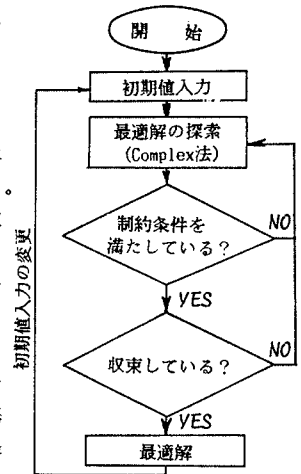 開 始
初期値入力
最適解の探索
(Complex法)
制約条件を
満たしている?
NO
YES
収束している?
NO
YES
最適解
初期値入力の変更